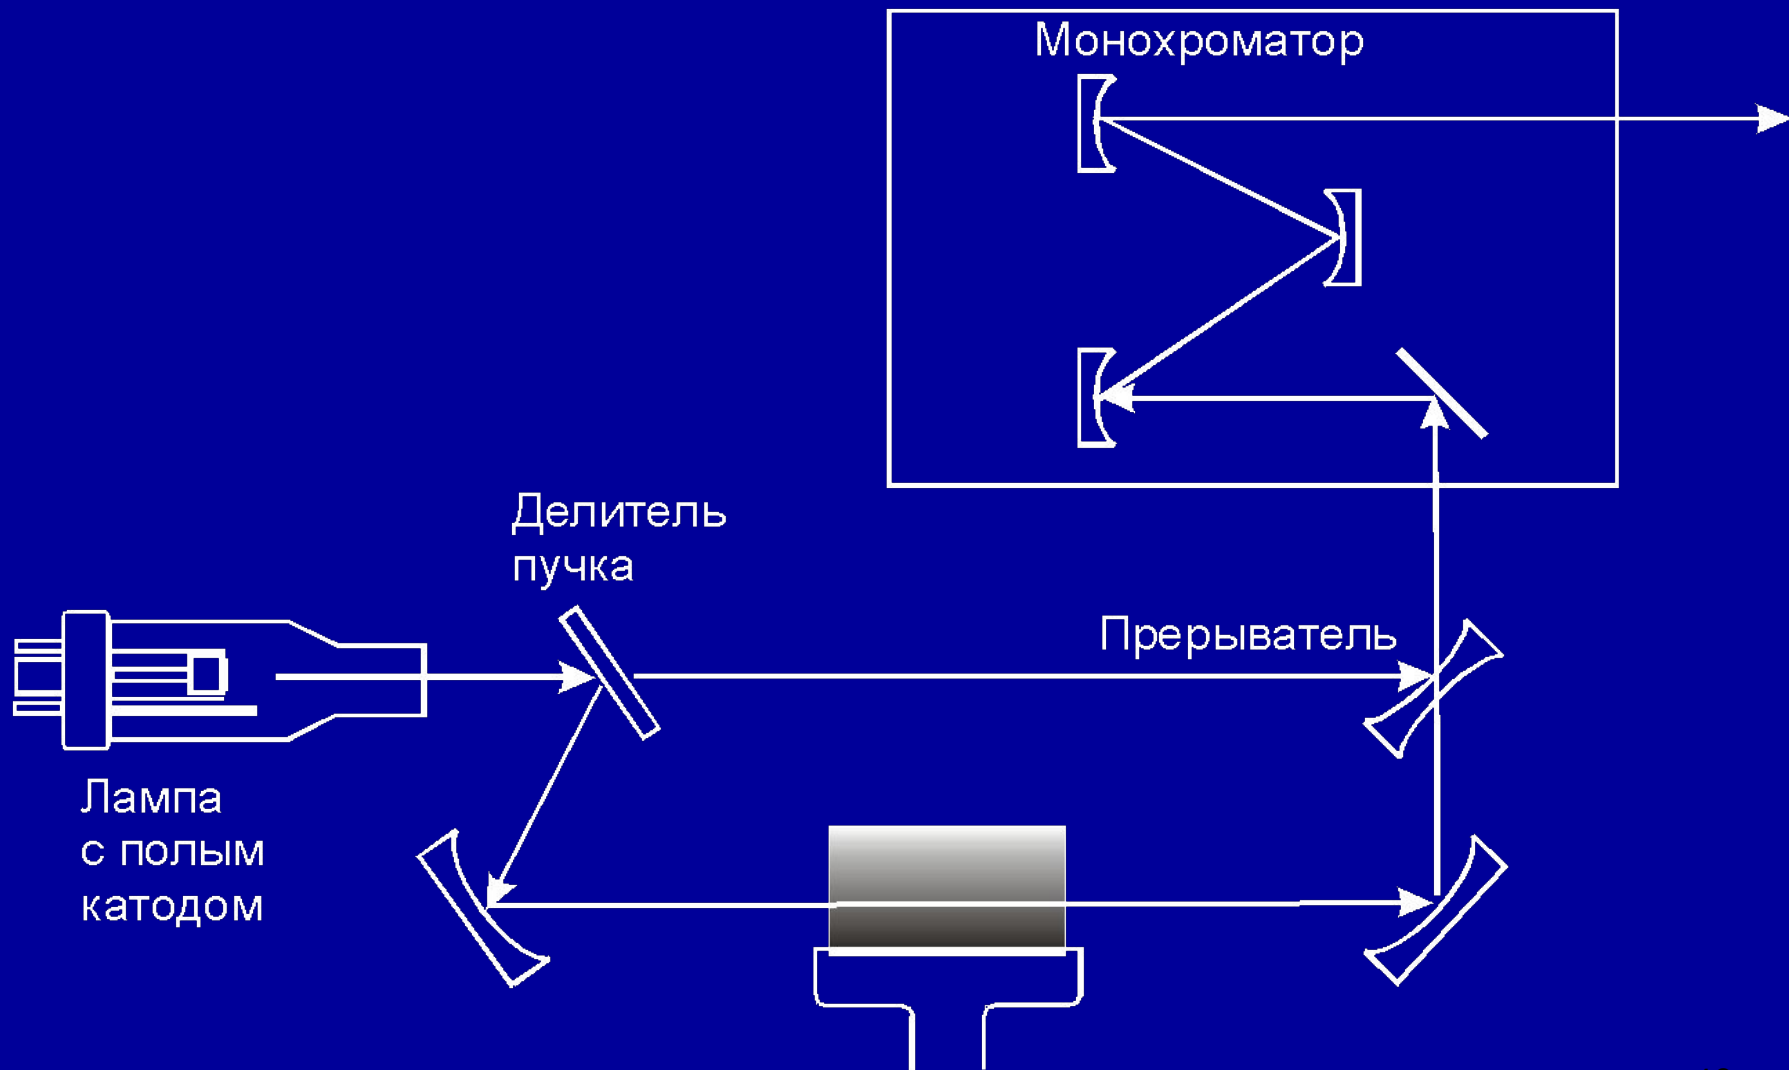 Монохроматор
Делитель
пучка
Прерыватель
Лампа
с полым
катодом